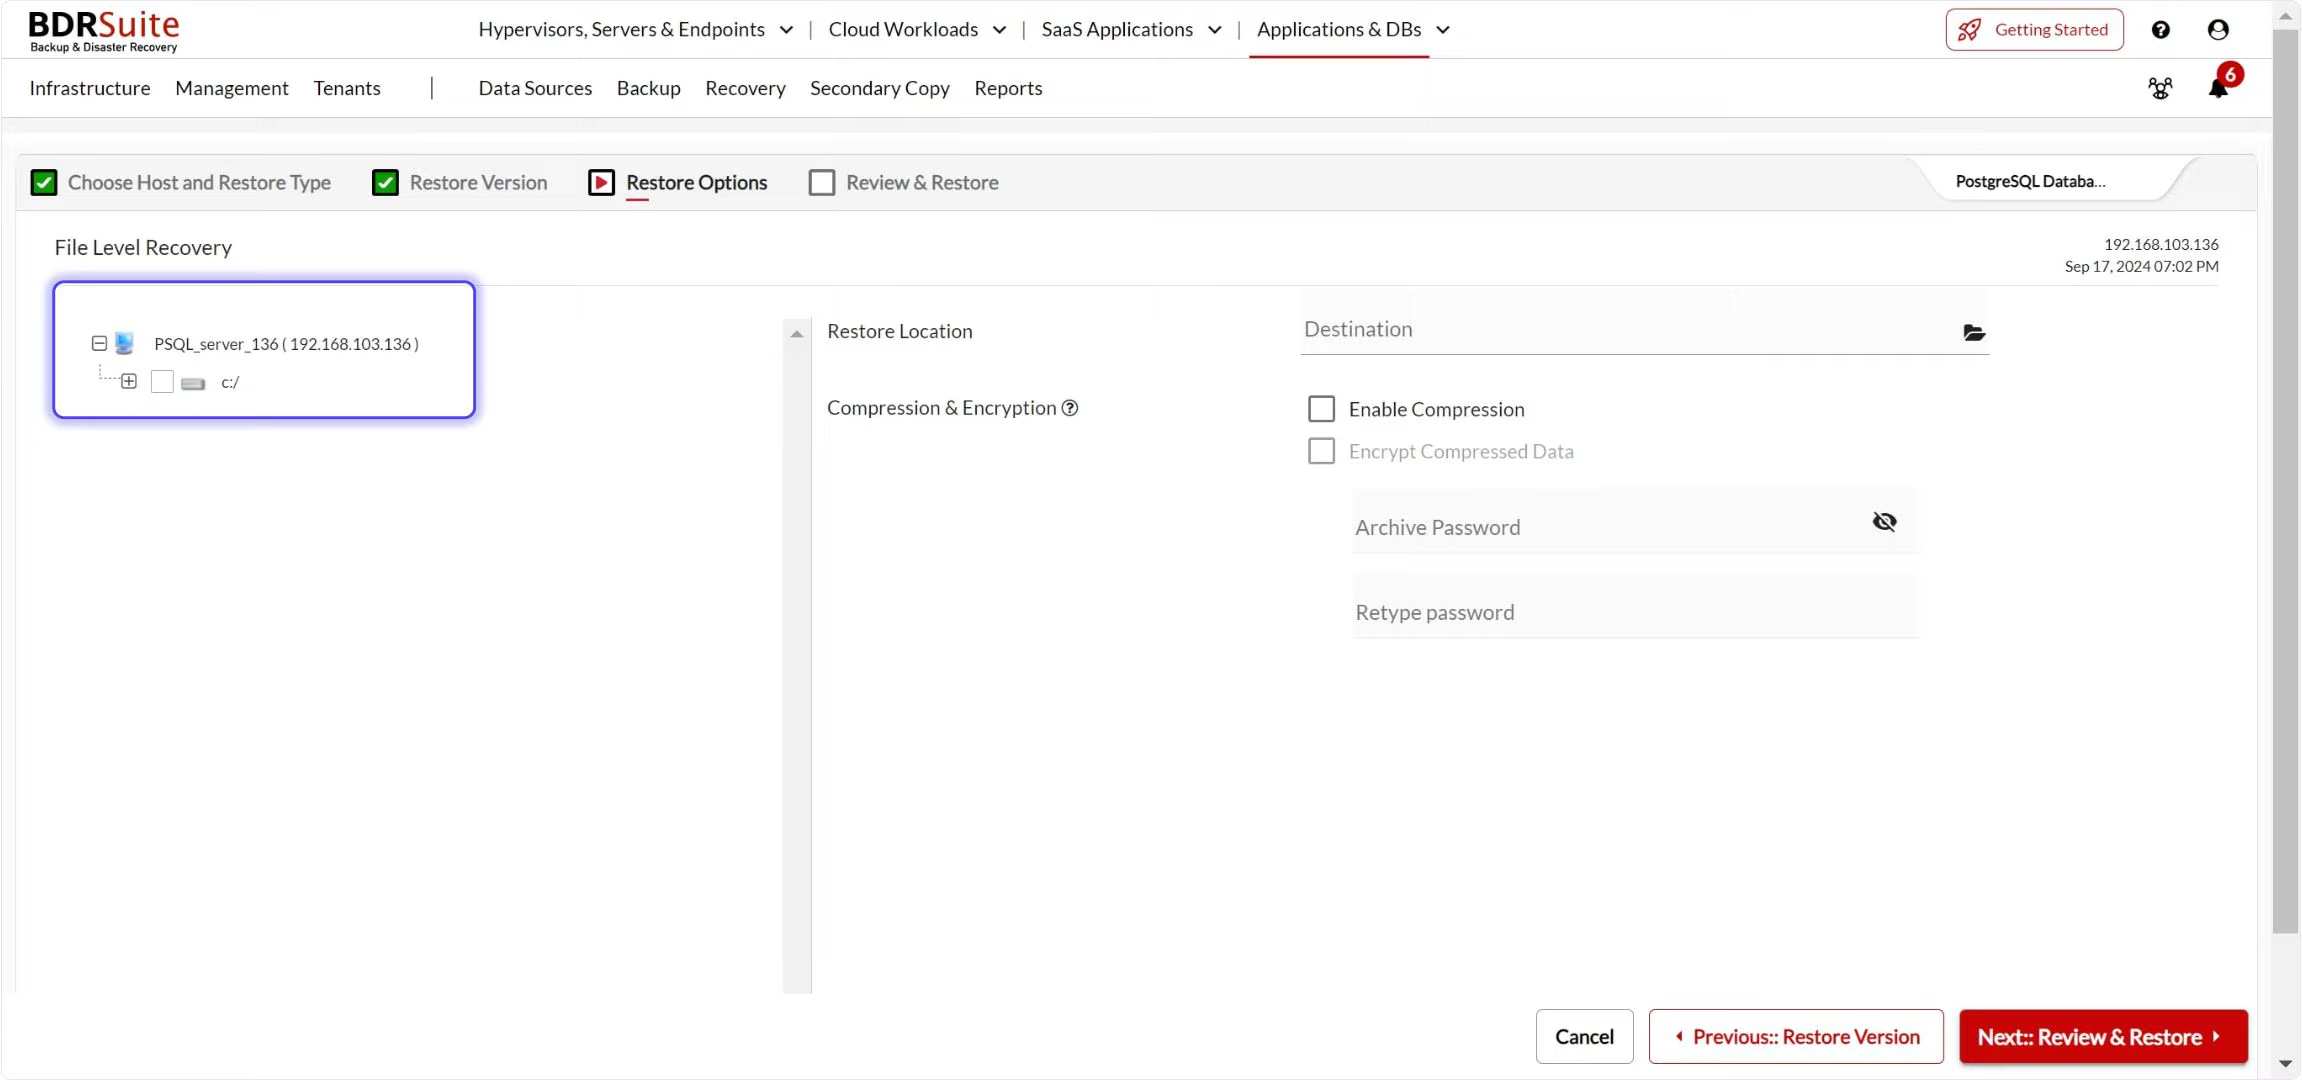 BDRSuite
Backup & Disaster Recovery
Hypervisors, Servers & Endpoints | Cloud Workloads | SaaS Applications | Applications & DBs
Getting Started
Infrastructure Management Tenants | Data Sources Backup Recovery Secondary Copy Reports
6
Choose Host and Restore Type Restore Version Restore Options Review & Restore
PostgreSQL Databa...
File Level Recovery
192.168.103.136
Sep 17, 2024 07:02 PM
PSQL_server_136 ( 192.168.103.136 )
c:/
Restore Location
Destination
Compression & Encryption
Enable Compression
Encrypt Compressed Data
Archive Password
Retype password
Cancel
Previous:: Restore Version
Next:: Review & Restore